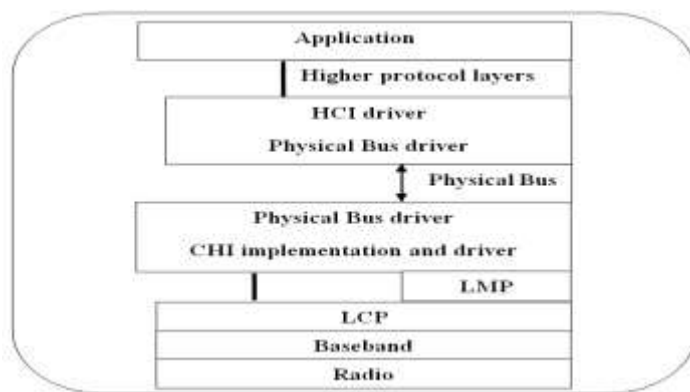 Application
Higher protocol layers
HCI driver
Physical Bus driver
Physical Bus
Physical Bus driver
CHI implementation and driver
LMP
LCP
Baseband
Radio